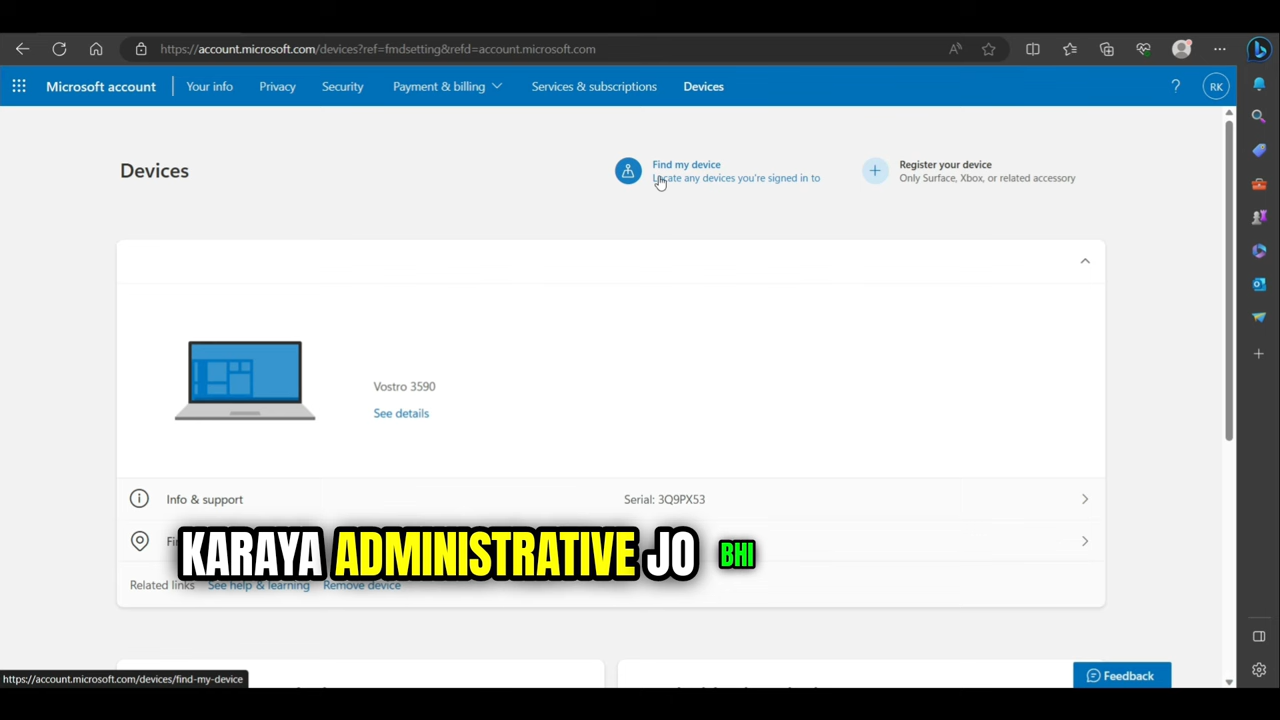 https://account.microsoft.com/devices?ref=fmdsetting&refd=account.microsoft.com
Microsoft account Your info Privacy Security Payment & billing Services & subscriptions Devices ? RK
Devices
Find my device
Locate any devices you're signed in to
Register your device
Only Surface, Xbox, or related accessory
Vostro 3590
See details
Info & support Serial: 3Q9PX53
KARAYA ADMINISTRATIVE JO BHI
Related links See help & learning Remove device
https://account.microsoft.com/devices/find-my-device
Feedback